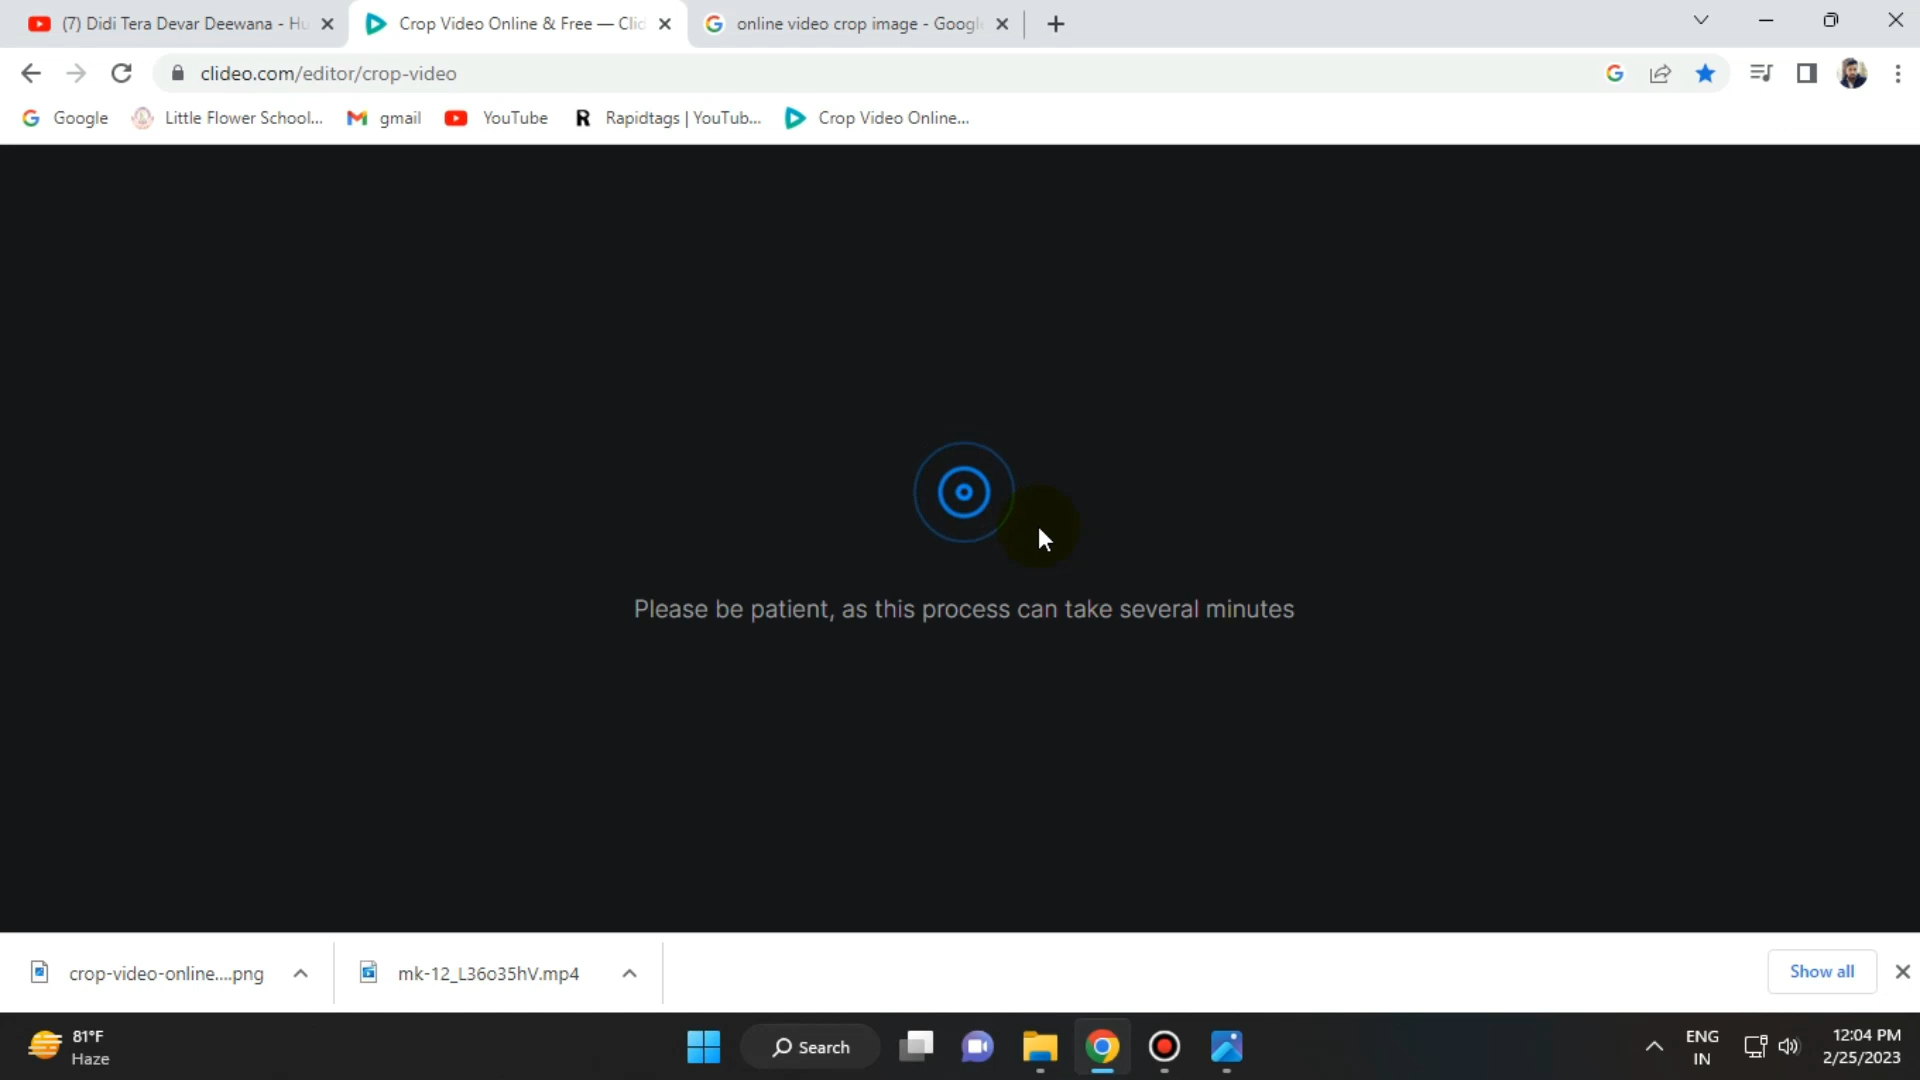 (7) Didi Tera Devar Deewana - Hu
Crop Video Online & Free — Clid
online video crop image - Google
clideo.com/editor/crop-video
Google
Little Flower School...
gmail
YouTube
Rapidtags | YouTub...
Crop Video Online...
Please be patient, as this process can take several minutes
crop-video-online....png
mk-12_L36o35hV.mp4
Show all
81°F
Haze
Search
ENG
IN
12:04 PM
2/25/2023